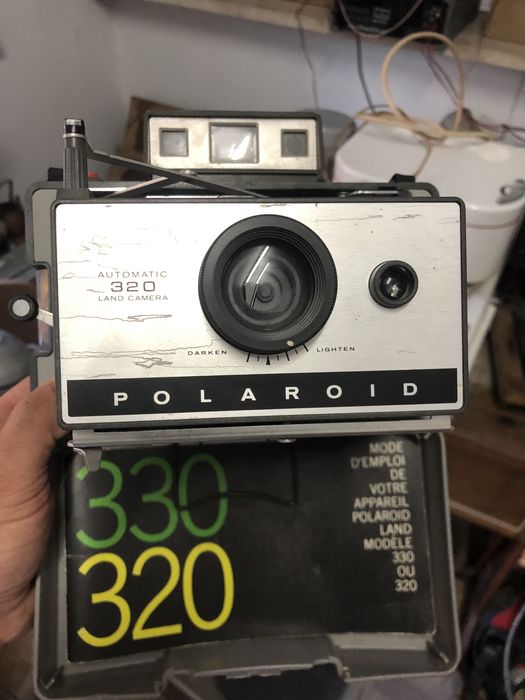 AUTOMATIC
320
LAND CAMERA
DARKEN
LIGHTEN
POLAROID
330
320
MODE
D'EMPLOI
DE
VOTRE
APPAREIL
POLAROID
LAND
MODÈLE
330
OU
320